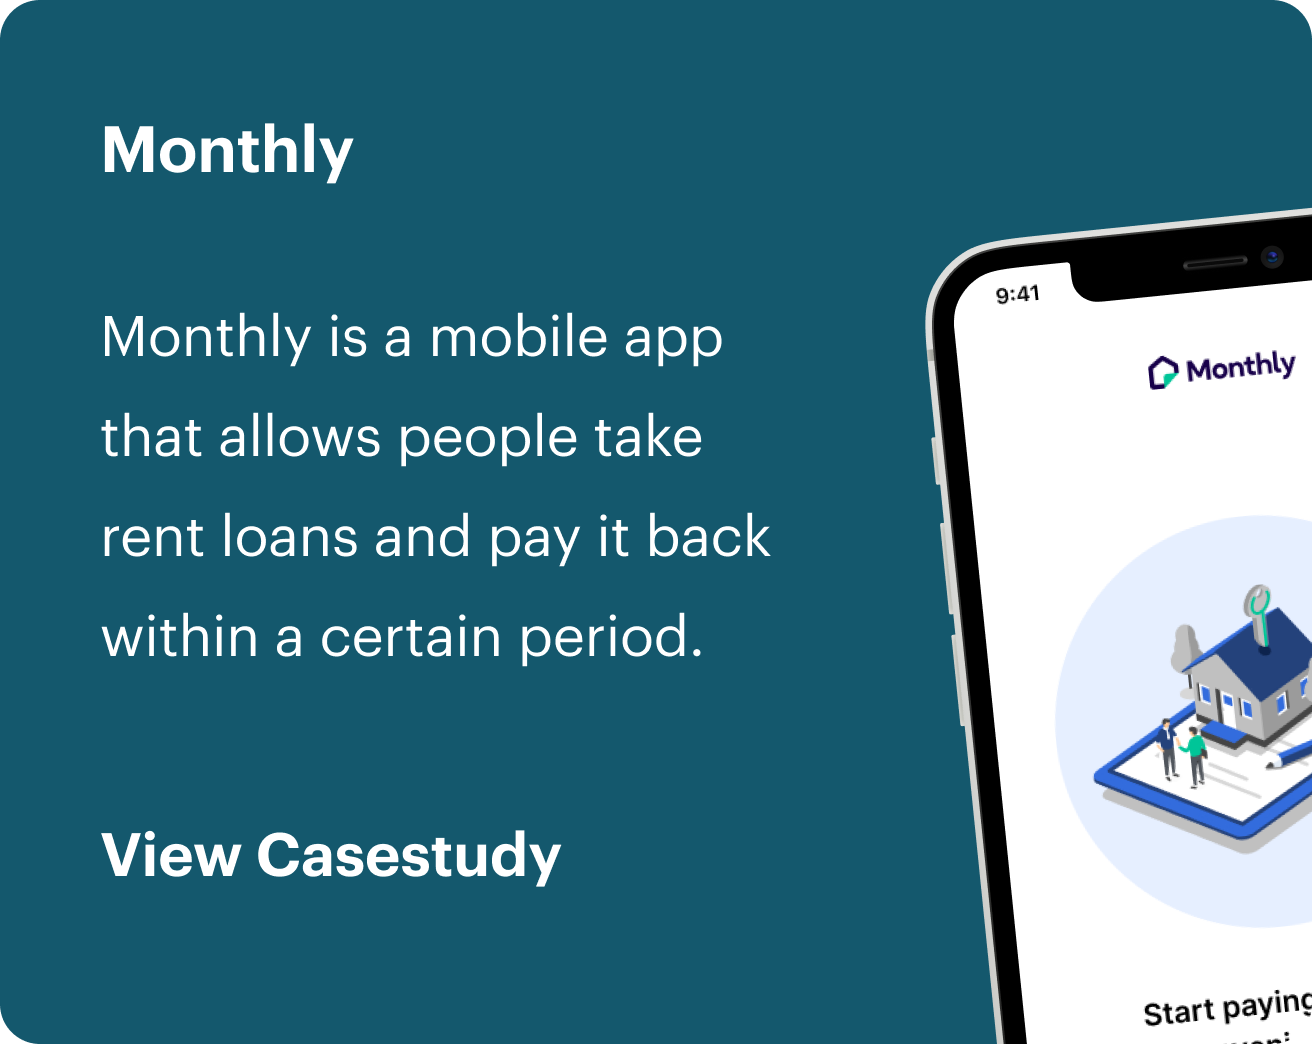 Monthly
Monthly is a mobile app
that allows people take
rent loans and pay it back
within a certain period.
View Casestudy
9:41
Monthly
Start paying